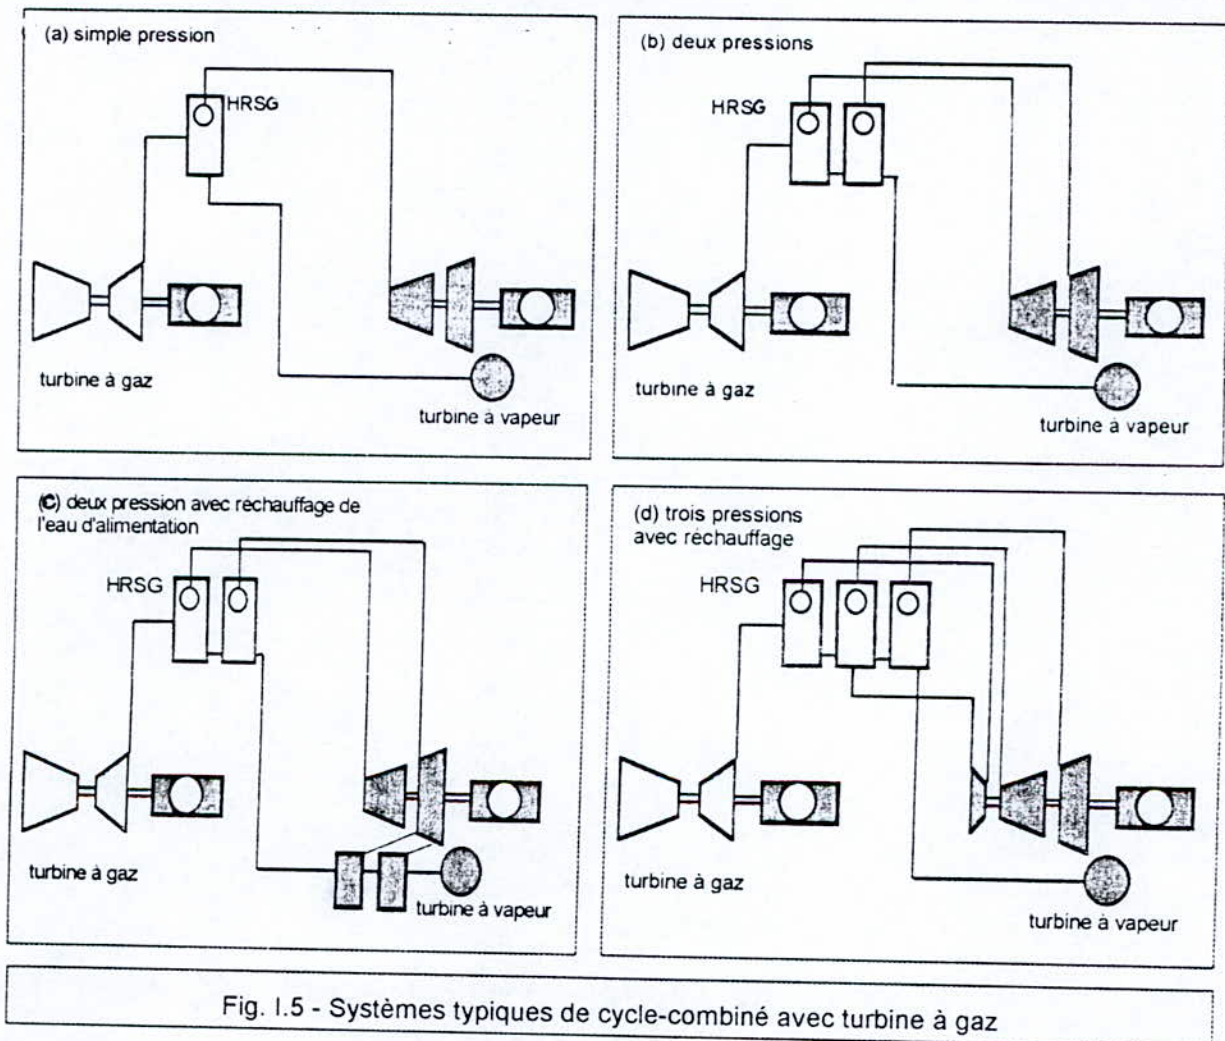 (a) simple pression
HRSG
turbine à gaz
turbine à vapeur
(b) deux pressions
HRSG
turbine à gaz
turbine à vapeur
(C) deux pression avec réchauffage de
l'eau d'alimentation
HRSG
turbine à gaz
turbine à vapeur
(d) trois pressions
avec réchauffage
HRSG
turbine à gaz
turbine à vapeur
Fig. I.5 - Systèmes typiques de cycle-combiné avec turbine à gaz